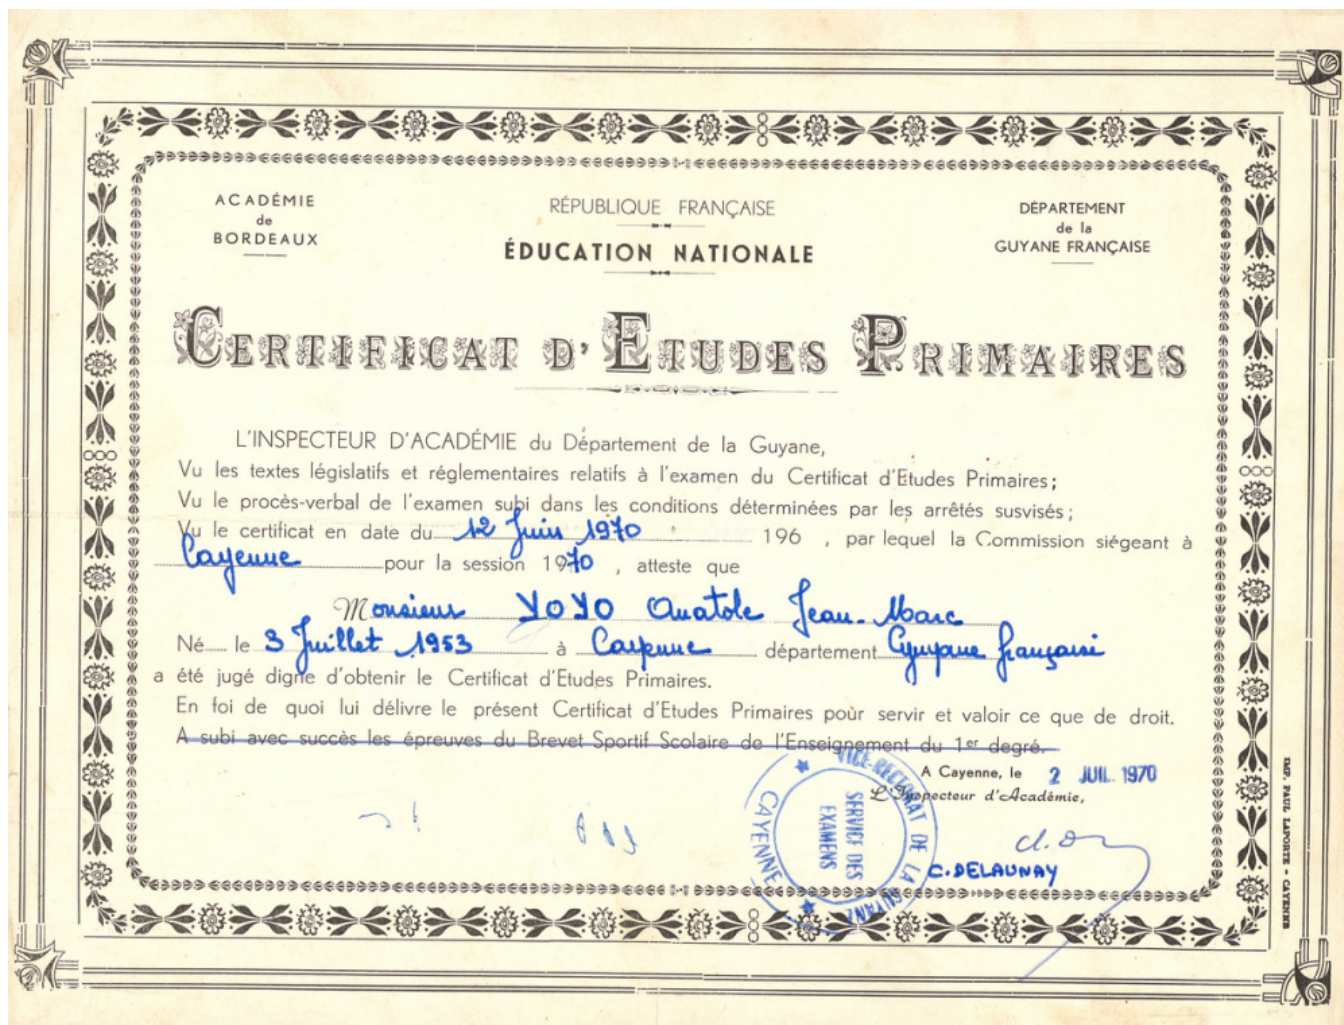 ACADÉMIE
de
BORDEAUX
RÉPUBLIQUE FRANÇAISE
ÉDUCATION NATIONALE
DÉPARTEMENT
de la
GUYANE FRANÇAISE
CERTIFICAT D'ETUDES PRIMAIRES
L'INSPECTEUR D'ACADÉMIE du Département de la Guyane,
Vu les textes législatifs et réglementaires relatifs à l'examen du Certificat d'Etudes Primaires;
Vu le procès-verbal de l'examen subi dans les conditions déterminées par les arrêtés susvisés;
Vu le certificat en date du 12 Juin 1970 196 , par lequel la Commission siégeant à
Cayenne pour la session 1970 , atteste que
Monsieur YOYO Anatole Jean-Marc
Né le 3 Juillet 1953 à Cayenne département Guyane française
a été jugé digne d'obtenir le Certificat d'Etudes Primaires.
En foi de quoi lui délivre le présent Certificat d'Etudes Primaires pour servir et valoir ce que de droit.
A subi avec succès les épreuves du Brevet Sportif Scolaire de l'Enseignement du 1er degré.
A Cayenne, le 2 JUIL. 1970
L'Inspecteur d'Académie,
C. DELAUNAY
VICE-RECTORAT DE LA GUYANE
SERVICE DES
EXAMENS
CAYENNE
IMP. PAUL LAPORTE - CAYENNE